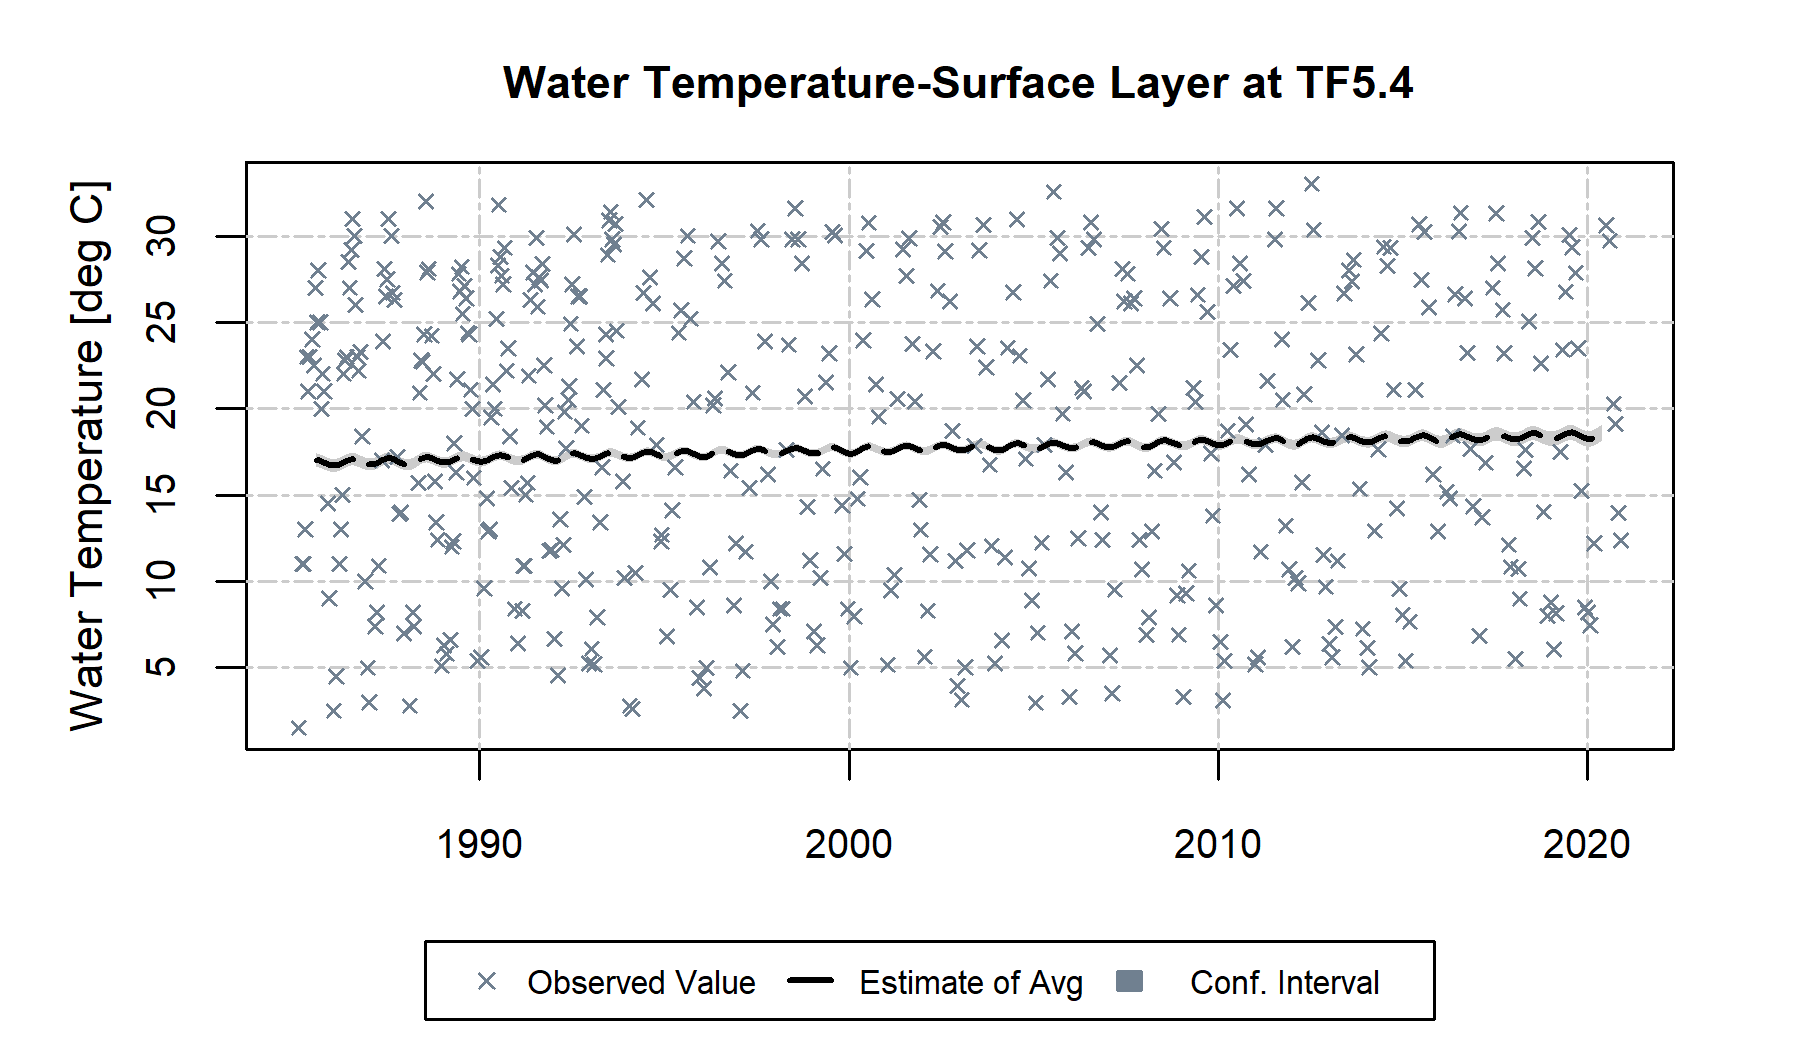 Water Temperature-Surface Layer at TF5.4
Water Temperature [deg C]
30
25
20
15
10
5
1990 2000 2010 2020
Observed Value Estimate of Avg Conf. Interval